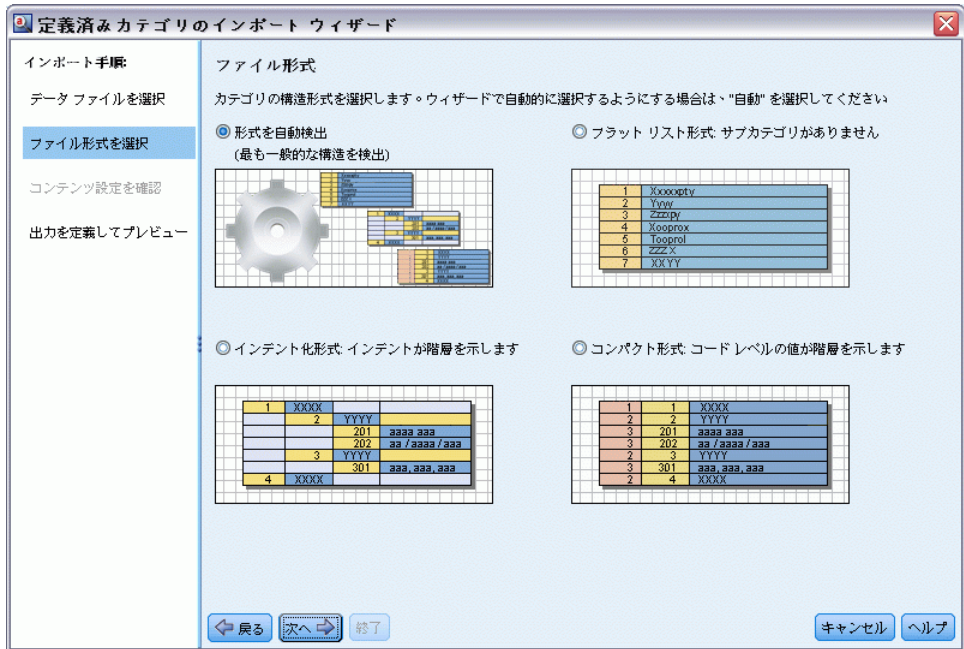 定義済みカテゴリのインポート ウィザード
インポート手順:
データ ファイルを選択
ファイル形式を選択
コンテンツ設定を確認
出力を定義してプレビュー
ファイル形式
カテゴリの構造形式を選択します。ウィザードで自動的に選択するようにする場合は、"自動" を選択してください
形式を自動検出
(最も一般的な構造を検出)
フラット リスト形式: サブカテゴリがありません
1 Xxxxxpty
2 Yyyy
3 Zzzxpy
4 Xooprox
5 Tooprol
6 ZZZ X
7 XX YY
インデント化形式: インデントが階層を示します
1 XXXX
2 YYYY
201 aaaa aaa
202 aa / aaaa / aaa
3 YYYY
301 aaa, aaa, aaa
4 XXXX
コンパクト形式: コード レベルの値が階層を示します
1 1 XXXX
2 2 YYYY
3 201 aaaa aaa
3 202 aa / aaaa / aaa
2 3 YYYY
3 301 aaa, aaa, aaa
2 4 XXXX
戻る
次へ
終了
キャンセル
ヘルプ